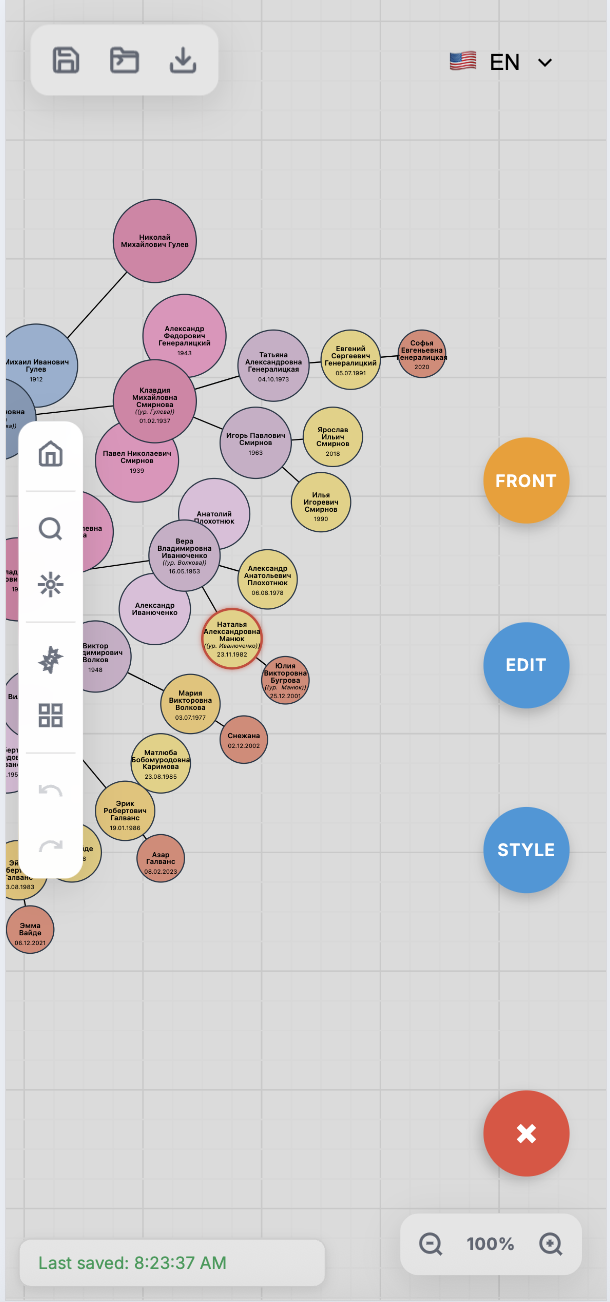 EN
Николай
Михайлович Гулев
Александр
Федорович
Генералицкий
1943
Михаил Иванович
Гулев
1912
Татьяна
Александровна
Генералицкая
04.10.1973
Евгений
Сергеевич
Генералицкий
05.07.1991
Софья
Евгеньевна
Генералицкая
2020
Клавдия
Михайловна
Смирнова
((ур. Гулева))
01.02.1937
Игорь Павлович
Смирнов
1963
Ярослав
Ильич
Смирнов
2018
Павел Николаевич
Смирнов
1939
Илья
Игоревич
Смирнов
1990
FRONT
Анатолий
Плохотнюк
Вера
Владимировна
Иванюченко
((ур. Волкова))
16.05.1953
Александр
Анатольевич
Плохотнюк
06.08.1978
Александр
Иванюченко
Наталья
Александровна
Манюк
((ур. Иванюченко))
23.11.1982
EDIT
Виктор
димирович
Волков
1948
Юлия
Викторовна
Бугрова
((ур. Манюк))
25.12.2001
Мария
Викторовна
Волкова
03.07.1977
Снежана
02.12.2002
Матлюба
Бобомуродовна
Каримова
23.08.1985
Эрик
Робертович
Галванс
19.01.1986
STYLE
Азар
Галванс
08.02.2023
Эмма
Вайде
06.12.2021
100%
Last saved: 8:23:37 AM